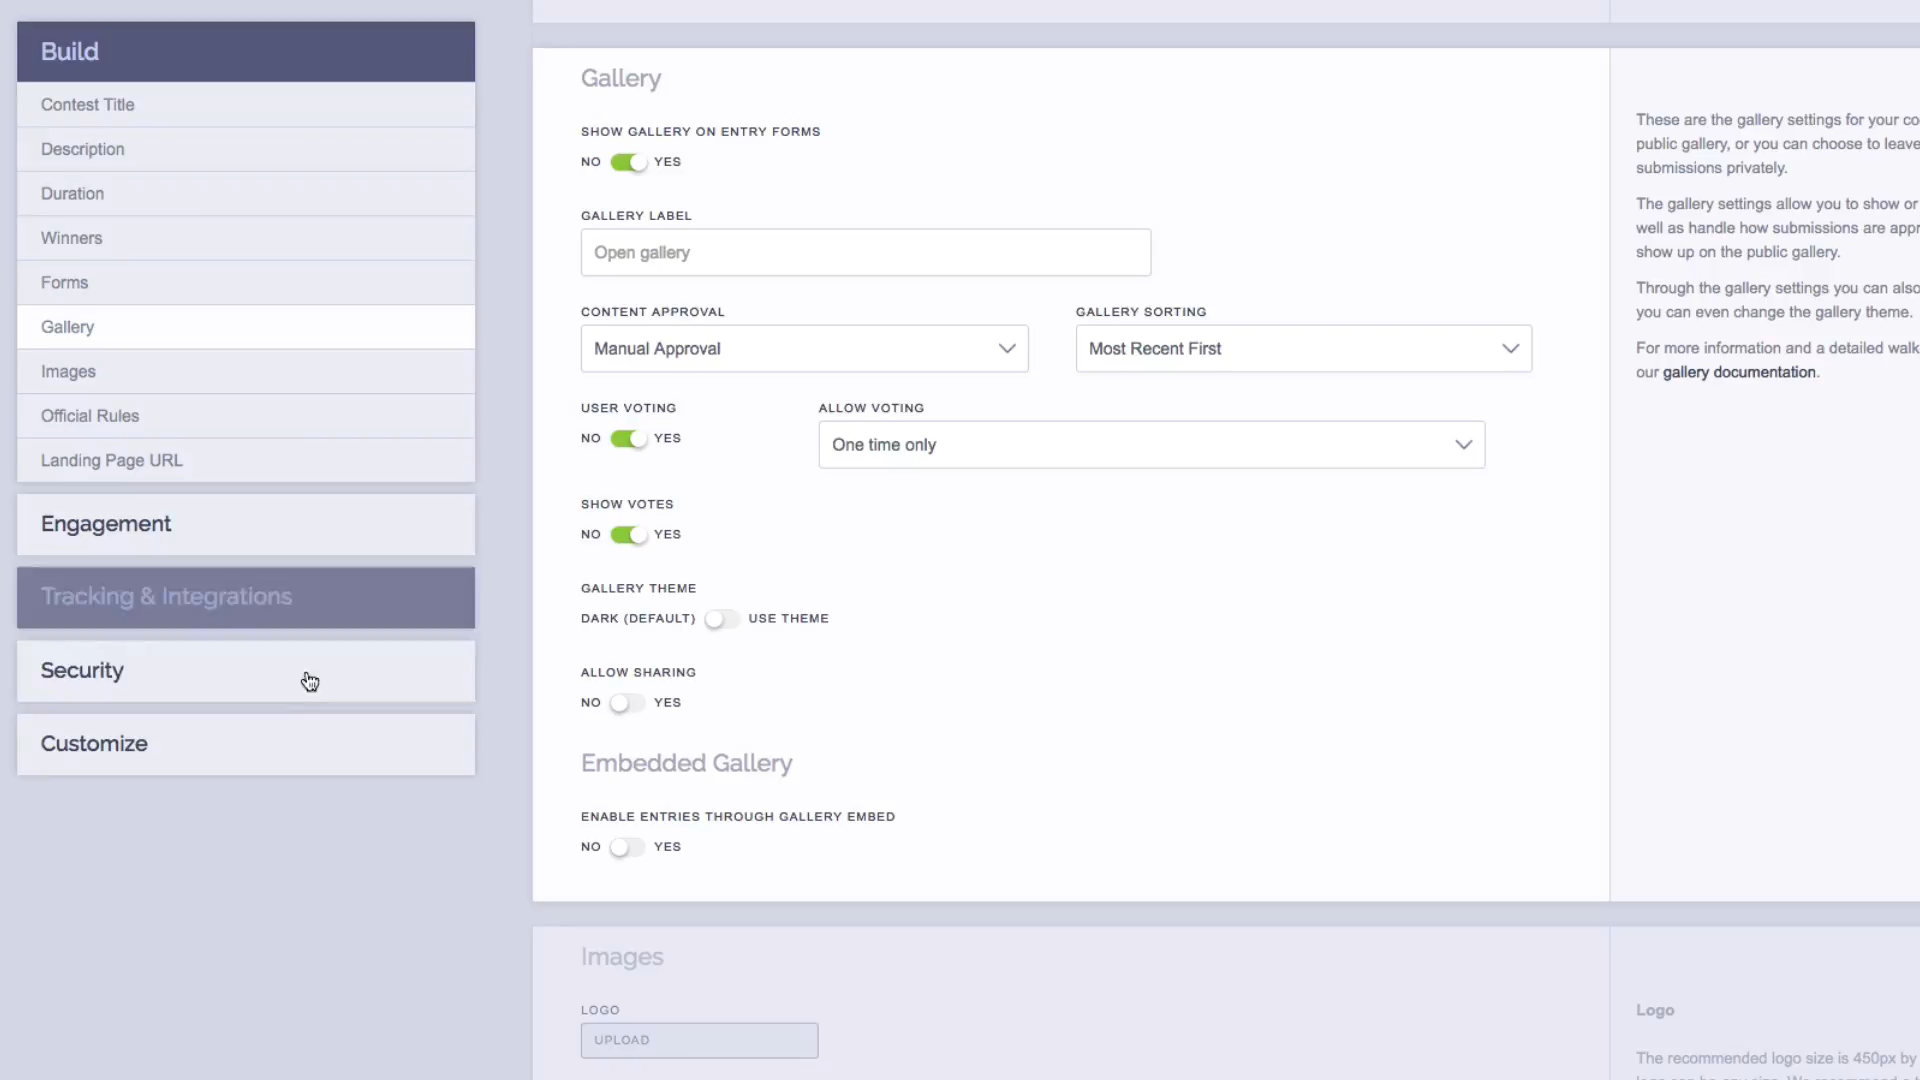 Build
Contest Title
Description
Duration
Winners
Forms
Gallery
Images
Official Rules
Landing Page URL
Engagement
Tracking & Integrations
Security
Customize
Gallery
SHOW GALLERY ON ENTRY FORMS
NO YES
GALLERY LABEL
Open gallery
CONTENT APPROVAL GALLERY SORTING
Manual Approval Most Recent First
USER VOTING ALLOW VOTING
NO YES One time only
SHOW VOTES
NO YES
GALLERY THEME
DARK (DEFAULT) USE THEME
ALLOW SHARING
NO YES
Embedded Gallery
ENABLE ENTRIES THROUGH GALLERY EMBED
NO YES
These are the gallery settings for your co
public gallery, or you can choose to leave
submissions privately.
The gallery settings allow you to show or
well as handle how submissions are appr
show up on the public gallery.
Through the gallery settings you can also
you can even change the gallery theme.
For more information and a detailed walk
our gallery documentation.
Images
LOGO
UPLOAD
Logo
The recommended logo size is 450px by